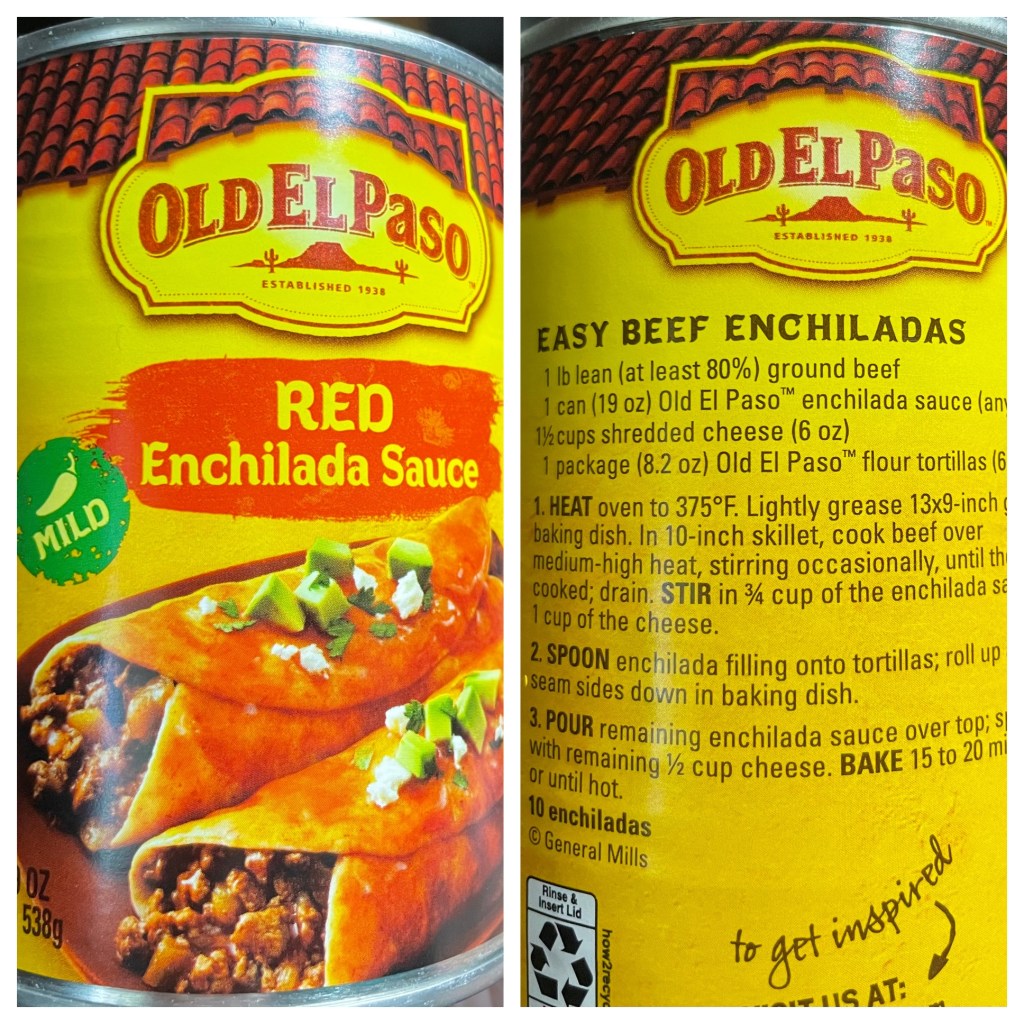 OLD EL PASO
ESTABLISHED 1938
RED
Enchilada Sauce
MILD
OZ
538g
OLD EL PASO™
ESTABLISHED 1938
EASY BEEF ENCHILADAS
1 lb lean (at least 80%) ground beef
1 can (19 oz) Old El Paso™ enchilada sauce
1½ cups shredded cheese (6 oz)
1 package (8.2 oz) Old El Paso™ flour tortillas (6
1. HEAT oven to 375°F. Lightly grease 13x9-inch
baking dish. In 10-inch skillet, cook beef over
medium-high heat, stirring occasionally, until
cooked; drain. STIR in ¾ cup of the enchilada
1 cup of the cheese.
2. SPOON enchilada filling onto tortillas; roll up
seam sides down in baking dish.
3. POUR remaining enchilada sauce over top;
with remaining ½ cup cheese. BAKE 15 to 20
or until hot.
10 enchiladas
© General Mills
Rinse &
Insert Lid
to get inspired
US AT: